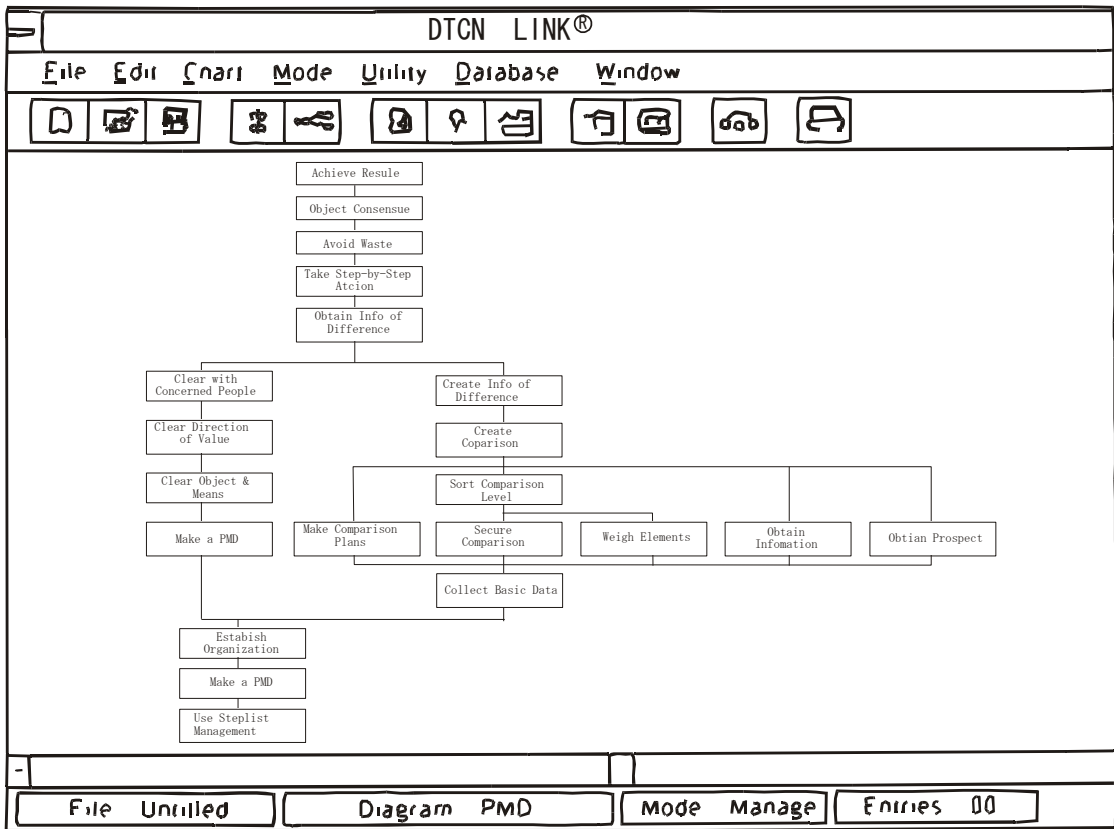 DTCN LINK®
File Edit Chart Mode Utility Database Window
Achieve Resule
Object Consensue
Avoid Waste
Take Step-by-Step
Atcion
Obtain Info of
Difference
Clear with
Concerned People
Create Info of
Difference
Clear Direction
of Value
Create
Coparison
Clear Object &
Means
Sort Comparison
Level
Make a PMD
Make Comparison
Plans
Secure
Comparison
Weigh Elements
Obtain
Infomation
Obtian Prospect
Collect Basic Data
Estabish
Organization
Make a PMD
Use Steplist
Management
File Untilled Diagram PMD Mode Manage Entries 00